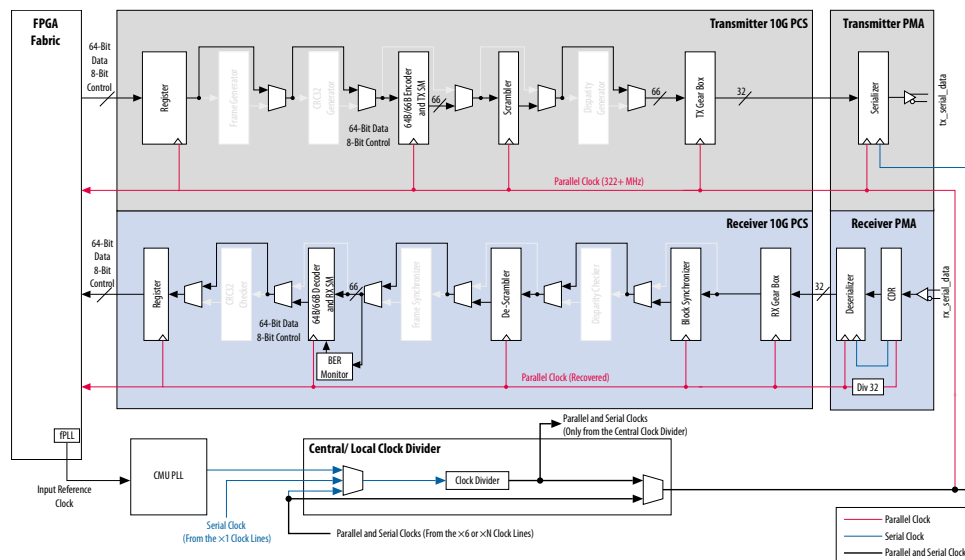 FPGA
Fabric
Transmitter 10G PCS
Transmitter PMA
64-Bit
Data
8-Bit
Control
Register
Frame Generator
CRC32
Generator
64B/66B Encoder
and TX SM
64-Bit Data
8-Bit Control
66
Scrambler
Disparity
Generator
66
TX Gear Box
32
Serializer
tx_serial_data
Parallel Clock (322+ MHz)
Receiver 10G PCS
Receiver PMA
64-Bit
Data
8-Bit
Control
Register
CRC32
Checker
64B/66B Decoder
and RX SM
64-Bit Data
8-Bit Control
66
BER
Monitor
Frame Synchronizer
De-Scrambler
Disparity Checker
Block Synchronizer
RX Gear Box
32
Deserializer
CDR
rx_serial_data
Parallel Clock (Recovered)
Div 32
fPLL
Input Reference
Clock
CMU PLL
Serial Clock
(From the ×1 Clock Lines)
Central/ Local Clock Divider
Clock Divider
Parallel and Serial Clocks
(Only from the Central Clock Divider)
Parallel and Serial Clocks (From the ×6 or ×N Clock Lines)
Parallel Clock
Serial Clock
Parallel and Serial Clock